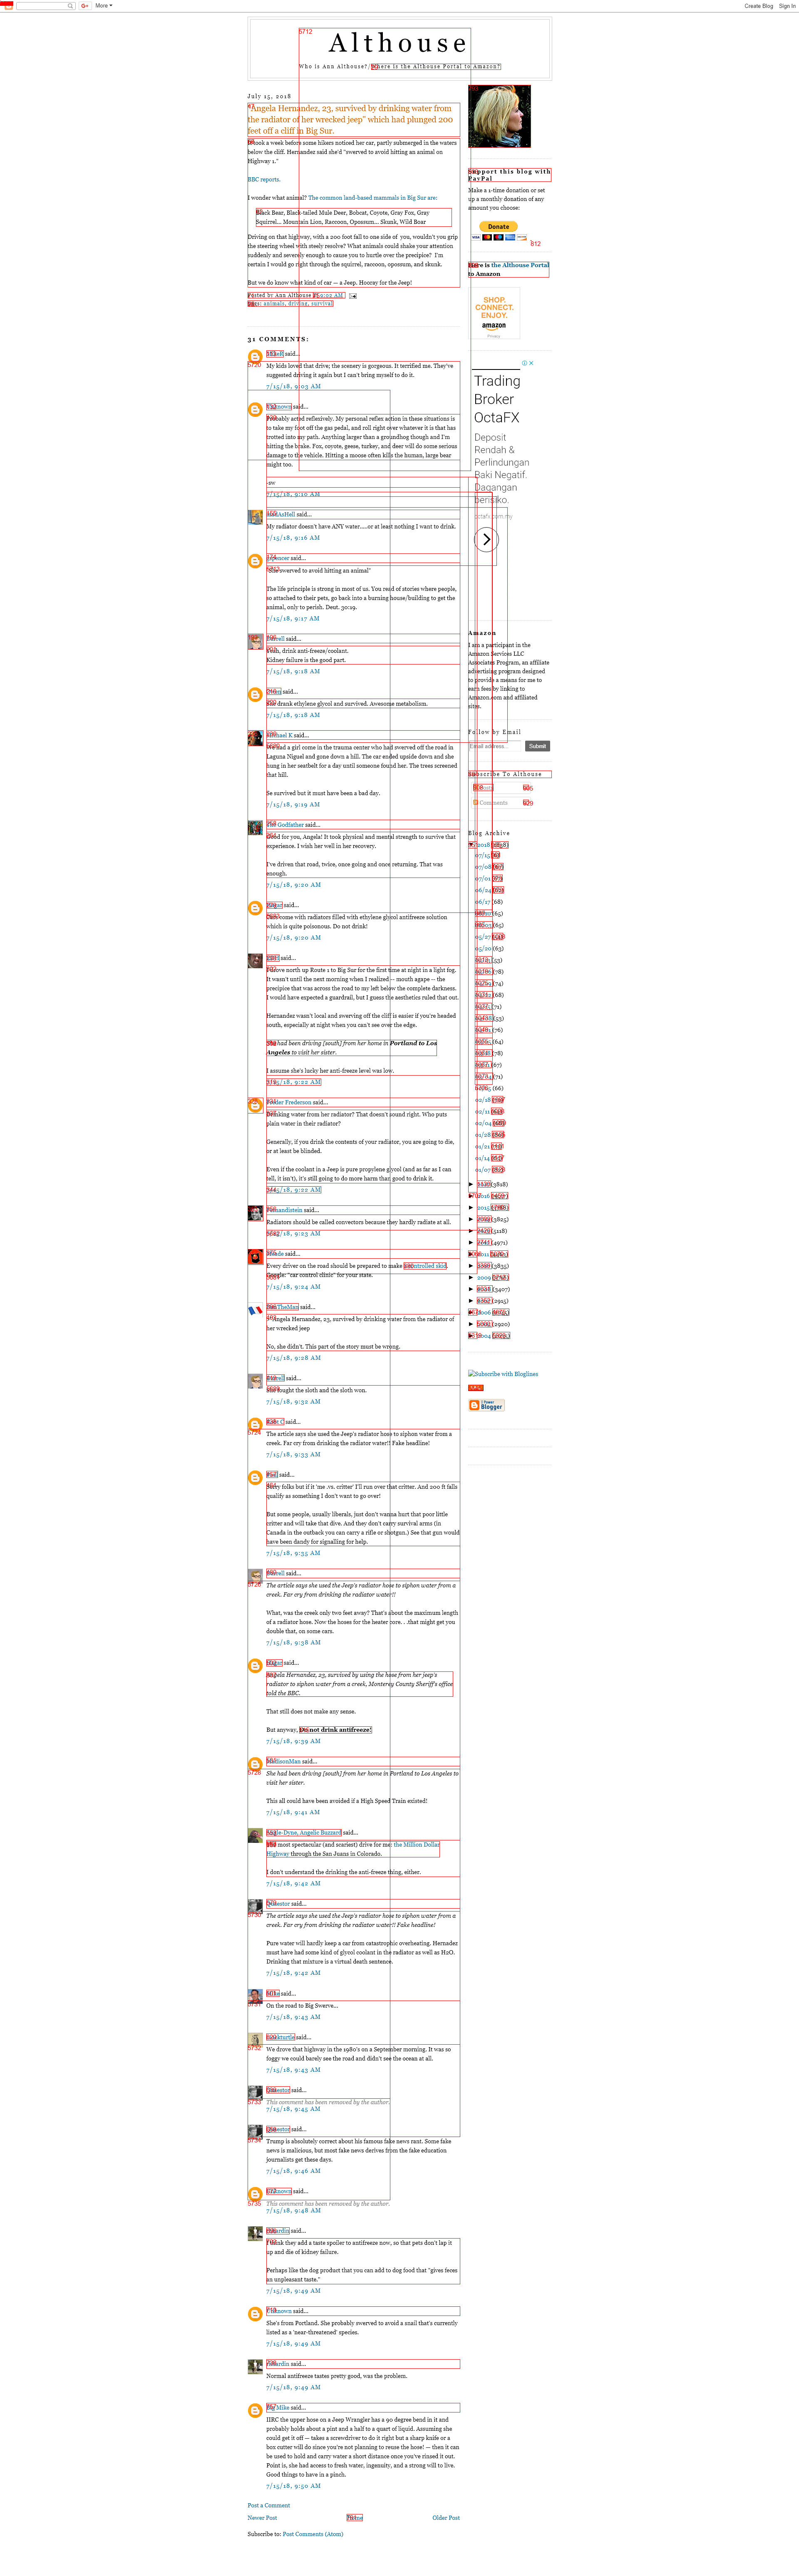 More
Create Blog Sign In
Althouse
Who is Ann Althouse?/Where is the Althouse Portal to Amazon?
July 15, 2018
"Angela Hernandez, 23, survived by drinking water from
the radiator of her wrecked jeep" which had plunged 200
feet off a cliff in Big Sur.
It took a week before some hikers noticed her car, partly submerged in the waters
below the cliff. Hernandez said she'd "swerved to avoid hitting an animal on
Highway 1."
BBC reports.
I wonder what animal? The common land-based mammals in Big Sur are:
Black Bear, Black-tailed Mule Deer, Bobcat, Coyote, Gray Fox, Gray
Squirrel... Mountain Lion, Raccoon, Opossum... Skunk, Wild Boar
Driving on that highway, with a 200 foot fall to one side of you, wouldn't you grip
the steering wheel with steely resolve? What animals could shake your attention
suddenly and severely enough to cause you to produce the greater danger? I'm
certain I would go right through the squirrel, raccoon, opossum, and skunk.
But we do know what kind of car — a Jeep. Hooray for the Jeep!
Posted by Ann Althouse
animals, driving, survival
31 COMMENTS:
said...
My kids loved that drive; the scenery is gorgeous. It terrified me. They've
suggested driving it again but I can't bring myself to do it.
7/15/18, 9:03 AM
Unknown said...
Probably acted reflexively. My personal reflex action in these situations is
to take my foot off the gas pedal, and roll right over whatever it is that has
trotted into my path. Anything larger than a groundhog though and I'm
hitting the brake. Fox, coyote, geese, turkey, and deer will do some serious
damage to the vehicle. Hitting a moose often kills the human, large bear
might too.
-sw
7/15/18, 9:10 AM
said...
My radiator doesn't have ANY water.....or at least nothing I want to drink.
7/15/18, 9:16 AM
said...
"She swerved to avoid hitting an animal"
The life principle is strong in most of us. You read of stories where people,
so attached to their pets, go back into a burning house/building to get the
animal, only to perish. Deut. 30:19.
7/15/18, 9:17 AM
said...
Yeah, drink anti-freeze/coolant.
Kidney failure is the good part.
7/15/18, 9:18 AM
said...
She drank ethylene glycol and survived. Awesome metabolism.
7/15/18, 9:18 AM
Michael K said...
We had a girl come in the trauma center who had swerved off the road in
Laguna Niguel and gone down a hill. The car landed upside down and she
hung in her seatbelt for a day until someone found her. The trees screened
that hill.
Se survived but it must have been a bad day.
7/15/18, 9:19 AM
The Godfather said...
Good for you, Angela! It took physical and mental strength to survive that
experience. I wish her well in her recovery.
I've driven that road, twice, once going and once returning. That was
enough.
7/15/18, 9:20 AM
said...
Cars come with radiators filled with ethylene glycol antifreeze solution
which is quite poisonous. Do not drink!
7/15/18, 9:20 AM
said...
I drove north up Route 1 to Big Sur for the first time at night in a light fog.
It wasn't until the next morning when I realized — mouth agape — the
precipice that was across the road to my left below the complete darkness.
I would have expected a guardrail, but I guess the aesthetics ruled that out.
Hernandez wasn't local and swerving off the cliff is easier if you're headed
south, especially at night when you can't see over the edge.
She had been driving [south] from her home in Portland to Los
Angeles to visit her sister.
I assume she's lucky her anti-freeze level was low.
7/15/18, 9:22 AM
Fender Frederson said...
Drinking water from her radiator? That doesn't sound right. Who puts
plain water in their radiator?
Generally, if you drink the contents of your radiator, you are going to die,
or at least be blinded.
Even if the coolant in a Jeep is pure propylene glycol (and as far as I can
tell, it isn't), it's still going to do more harm than good to drink it.
7/15/18, 9:22 AM
Fernandistein said...
Radiators should be called convectors because they hardly radiate at all.
7/15/18, 9:23 AM
said...
Every driver on the road should be prepared to make a controlled skid.
Google: "car control clinic" for your state.
7/15/18, 9:24 AM
said...
"Angela Hernandez, 23, survived by drinking water from the radiator of
her wrecked jeep
No, she didn't. This part of the story must be wrong.
7/15/18, 9:28 AM
said...
She fought the sloth and the sloth won.
7/15/18, 9:32 AM
said...
The article says she used the Jeep's radiator hose to siphon water from a
creek. Far cry from drinking the radiator water!! Fake headline!
7/15/18, 9:33 AM
said...
Sorry folks but if it 'me .vs. critter' I'll run over that critter. And 200 ft falls
qualify as something I don't want to go over!
But some people, usually liberals, just don't wanna hurt that poor little
critter and will take that dive. And they don't carry survival arms (in
Canada in the outback you can carry a rifle or shotgun.) See that gun would
have been dandy for signalling for help.
7/15/18, 9:35 AM
said...
The article says she used the Jeep's radiator hose to siphon water from a
creek. Far cry from drinking the radiator water!!
What, was the creek only two feet away? That's about the maximum length
of a radiator hose. Now the hoses for the heater core. . .that might get you
double that, on some cars.
7/15/18, 9:38 AM
said...
Angela Hernandez, 23, survived by using the hose from her jeep's
radiator to siphon water from a creek, Monterey County Sheriff's office
told the BBC.
That still does not make any sense.
But anyway, Do not drink antifreeze!
7/15/18, 9:39 AM
MadisonMan said...
She had been driving [south] from her home in Portland to Los Angeles to
visit her sister.
This all could have been avoided if a High Speed Train existed!
7/15/18, 9:41 AM
Angle-Dyne, Angelic Buzzard said...
The most spectacular (and scariest) drive for me: the Million Dollar
Highway through the San Juans in Colorado.
I don't understand the drinking the anti-freeze thing, either.
7/15/18, 9:42 AM
said...
The article says she used the Jeep's radiator hose to siphon water from a
creek. Far cry from drinking the radiator water!! Fake headline!
Pure water will hardly keep a car from catastrophic overheating. Hernadez
must have had some kind of glycol coolant in the radiator as well as H2O.
Drinking that mixture is a virtual death sentence.
7/15/18, 9:42 AM
said...
On the road to Big Swerve...
7/15/18, 9:43 AM
said...
We drove that highway in the 1980's on a September morning. It was so
foggy we could barely see the road and didn't see the ocean at all.
7/15/18, 9:43 AM
said...
This comment has been removed by the author.
7/15/18, 9:45 AM
said...
Trump is absolutely correct about his famous fake news rant. Some fake
news is malicious, but most fake news derives from the fake education
journalists get these days.
7/15/18, 9:46 AM
Unknown said...
This comment has been removed by the author.
7/15/18, 9:48 AM
said...
I think they add a taste spoiler to antifreeze now, so that pets don't lap it
up and die of kidney failure.
Perhaps like the dog product that you can add to dog food that "gives feces
an unpleasant taste."
7/15/18, 9:49 AM
Unknown said...
She's from Portland. She probably swerved to avoid a snail that's currently
listed as a 'near-threatened' species.
7/15/18, 9:49 AM
said...
Normal antifreeze tastes pretty good, was the problem.
7/15/18, 9:49 AM
Big Mike said...
IIRC the upper hose on a Jeep Wrangler has a 90 degree bend in it and
probably holds about a pint and a half to a quart of liquid. Assuming she
could get it off — takes a screwdriver to do it right but a sharp knife or a
box cutter will do since you're not planning to reuse the hose! — then it can
be used to hold and carry water a short distance once you've rinsed it out.
Point is, she had access to fresh water, ingenuity, and a strong will to live.
Good things to have in a pinch.
7/15/18, 9:50 AM
Post a Comment
Newer Post Home Older Post
Subscribe to: Post Comments (Atom)
Support this blog with
PayPal
Make a 1-time donation or set
up a monthly donation of any
amount you choose:
Donate
Here is the Althouse Portal
to Amazon
SHOP.
CONNECT.
ENJOY.
amazon
Privacy
Trading
Broker
OctaFX
Deposit
Rendah &
Perlindungan
Baki Negatif.
Dagangan
berisiko.
octafx.com.my
Amazon
I am a participant in the
Amazon Services LLC
Associates Program, an affiliate
advertising program designed
to provide a means for me to
earn fees by linking to
Amazon.com and affiliated
sites.
Follow by Email
Email address...
Submit
Subscribe To Althouse
Comments
Blog Archive
2018
07/15
07/08
07/01
06/24
06/17 (68)
(65)
(65)
05/27
05/20 (63)
(53)
(78)
(74)
(68)
(71)
(53)
(76)
(64)
(78)
(67)
(71)
(66)
02/18
02/11
02/04
01/28
01/21
01/14
01/07
(3818)
2016
2015
(3825)
(5118)
(4971)
2011
(3835)
2009
(3407)
(2915)
2006
(2920)
2004
Subscribe with Bloglines
Blogger